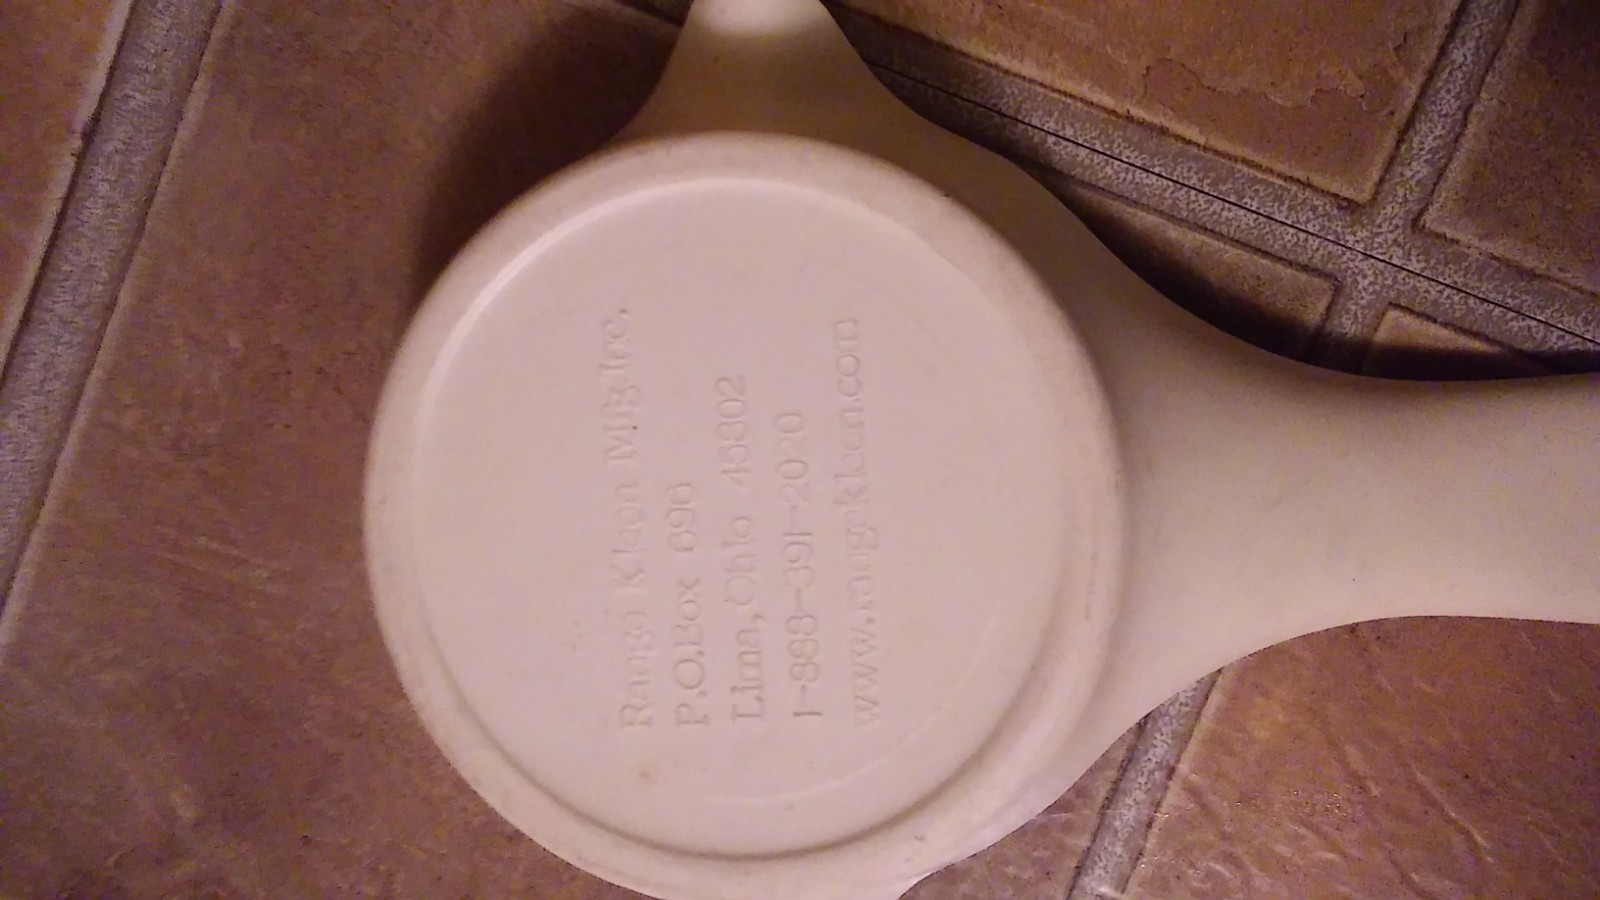 Range Kleen Mfg Inc.
P.O.Box 696
Lima, Ohio 45802
1-888-391-2020
www.rangekleen.com